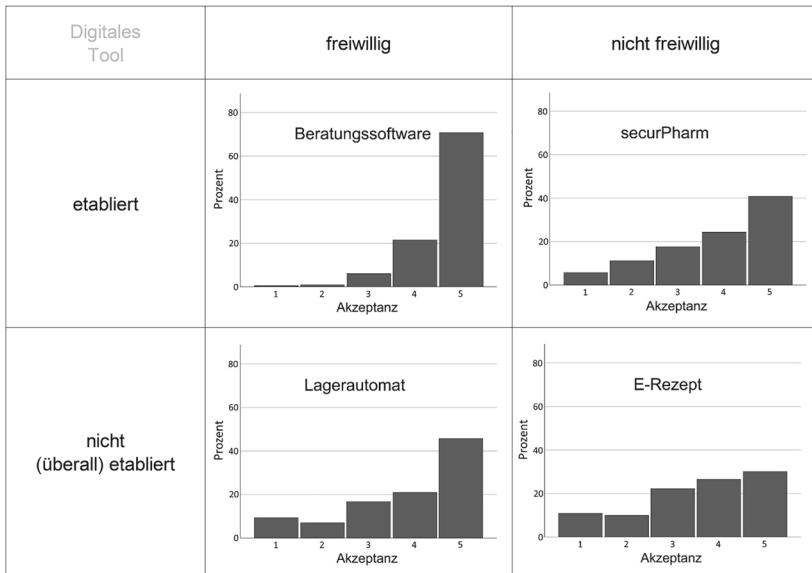 Digitales
Tool
freiwillig
nicht freiwillig
etabliert
Beratungssoftware
Prozent
80
60
40
20
0
1 2 3 4 5
Akzeptanz
securPharm
Prozent
80
60
40
20
0
1 2 3 4 5
Akzeptanz
nicht
(überall) etabliert
Lagerautomat
Prozent
80
60
40
20
0
1 2 3 4 5
Akzeptanz
E-Rezept
Prozent
80
60
40
20
0
1 2 3 4 5
Akzeptanz